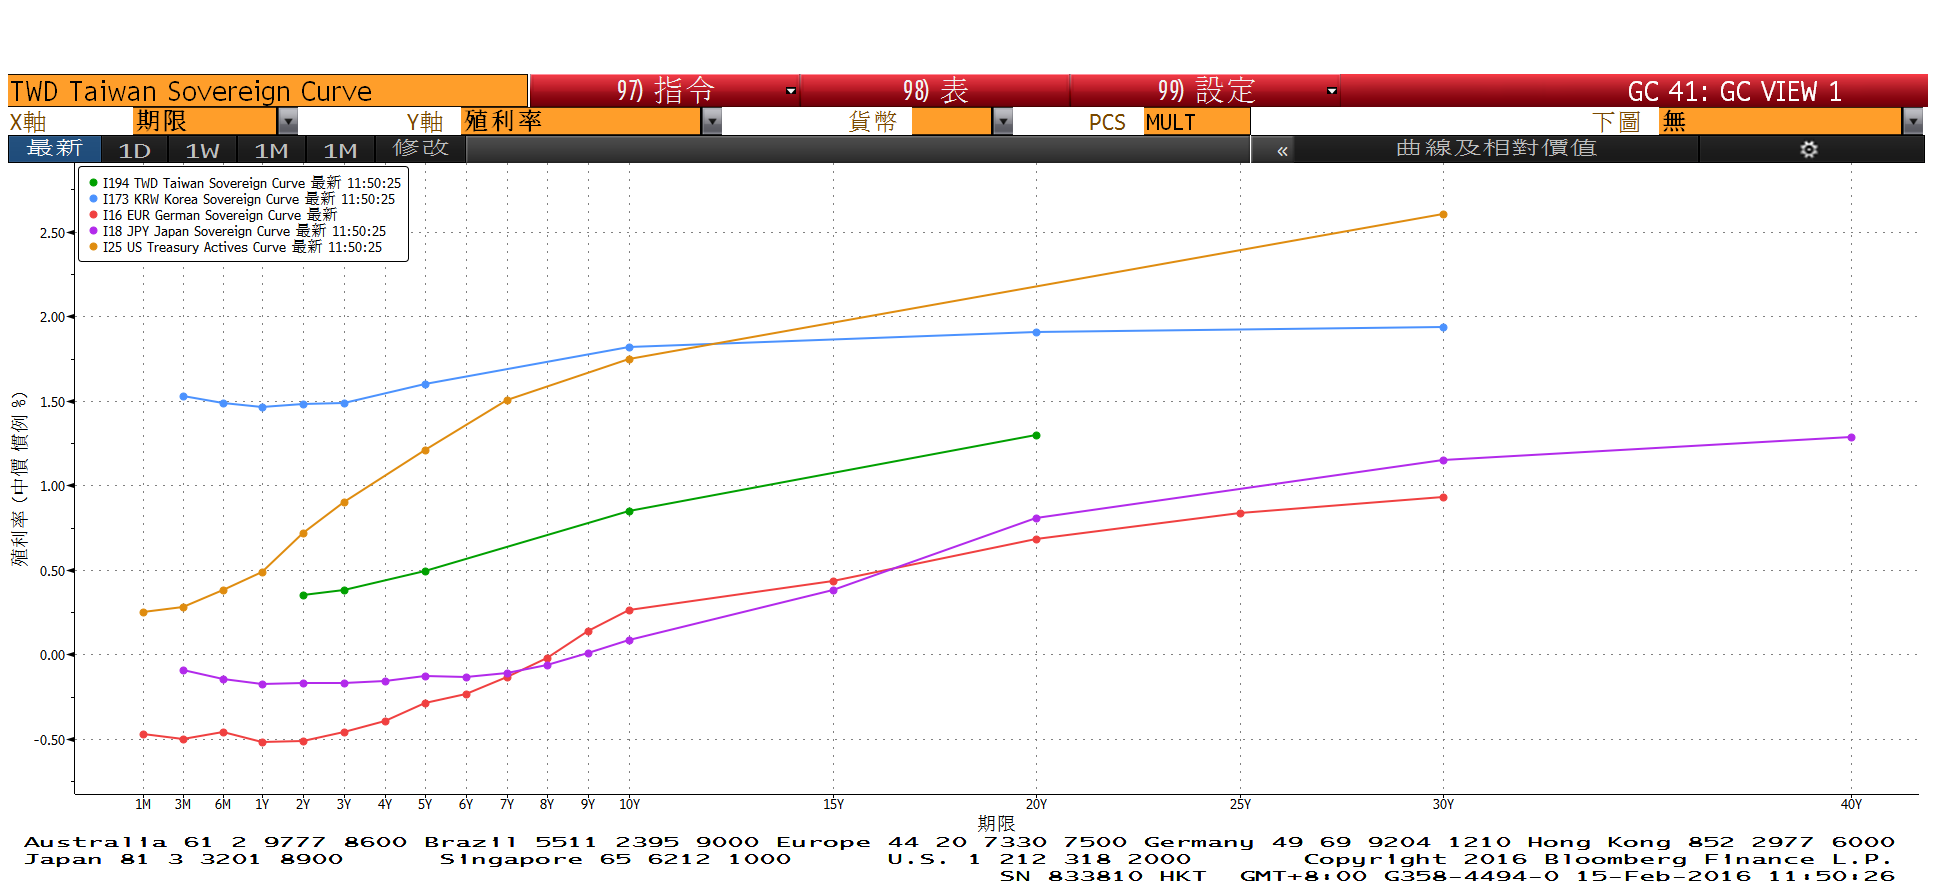 TWD Taiwan Sovereign Curve 97) 指令 98) 表 99) 設定 GC 41: GC VIEW 1
X軸 期限 Y軸 殖利率 貨幣 PCS MULT 下圖 無
最新 1D 1W 1M 1M 修改 « 曲線及相對價值
I194 TWD Taiwan Sovereign Curve 最新 11:50:25
I173 KRW Korea Sovereign Curve 最新 11:50:25
I16 EUR German Sovereign Curve 最新
I18 JPY Japan Sovereign Curve 最新 11:50:25
I25 US Treasury Actives Curve 最新 11:50:25
2.50
2.00
1.50
1.00
0.50
0.00
-0.50
殖利率 (中價 慣例 %)
1M 3M 6M 1Y 2Y 3Y 4Y 5Y 6Y 7Y 8Y 9Y 10Y 15Y 20Y 25Y 30Y 40Y
期限
Australia 61 2 9777 8600 Brazil 5511 2395 9000 Europe 44 20 7330 7500 Germany 49 69 9204 1210 Hong Kong 852 2977 6000
Japan 81 3 3201 8900 Singapore 65 6212 1000 U.S. 1 212 318 2000 Copyright 2016 Bloomberg Finance L.P.
SN 833810 HKT GMT+8:00 G358-4494-0 15-Feb-2016 11:50:26